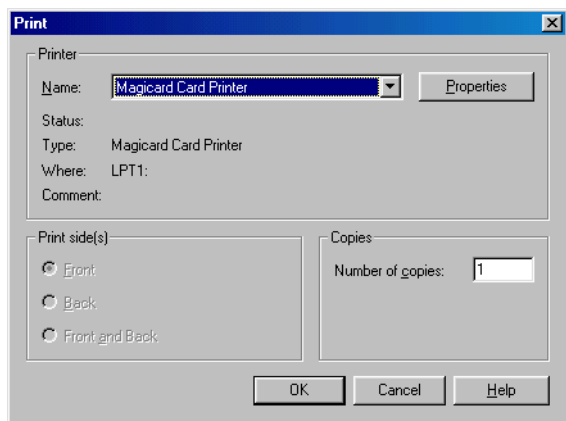 Print
Printer
Name: Magicard Card Printer Properties
Status:
Type: Magicard Card Printer
Where: LPT1:
Comment:
Print side(s) Copies
Front Number of copies: 1
Back
Front and Back
OK Cancel Help